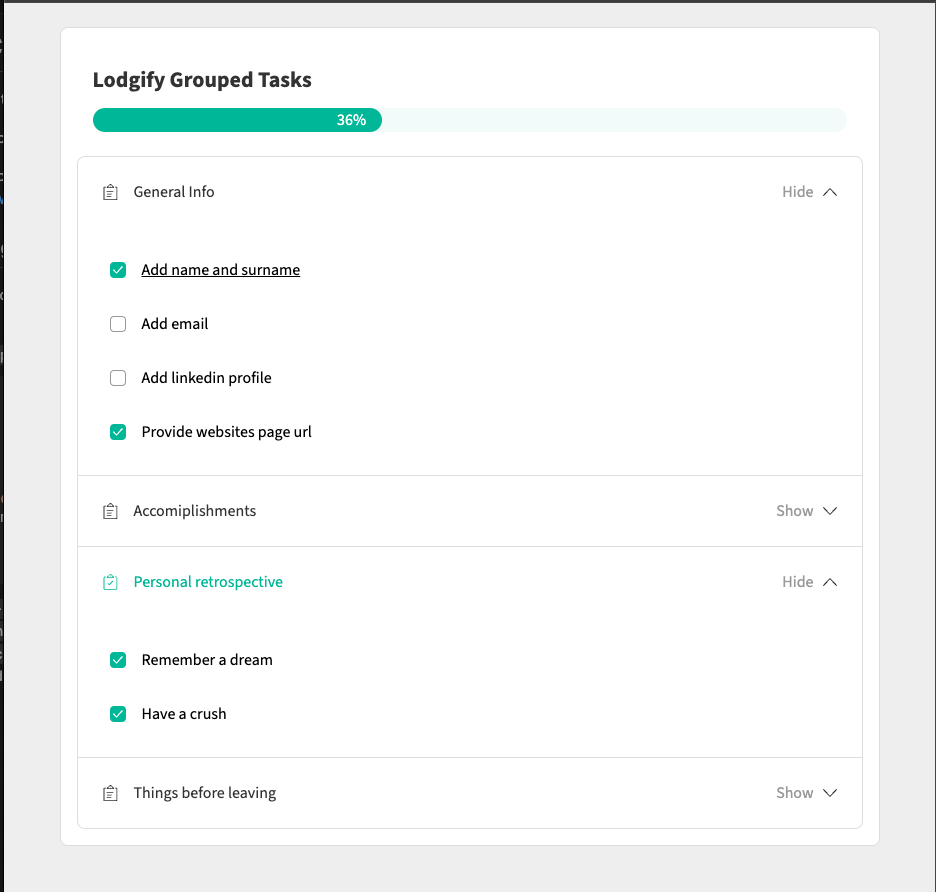 Lodgify Grouped Tasks
36%
General Info
Hide
Add name and surname
Add email
Add linkedin profile
Provide websites page url
Accomiplishments
Show
Personal retrospective
Hide
Remember a dream
Have a crush
Things before leaving
Show